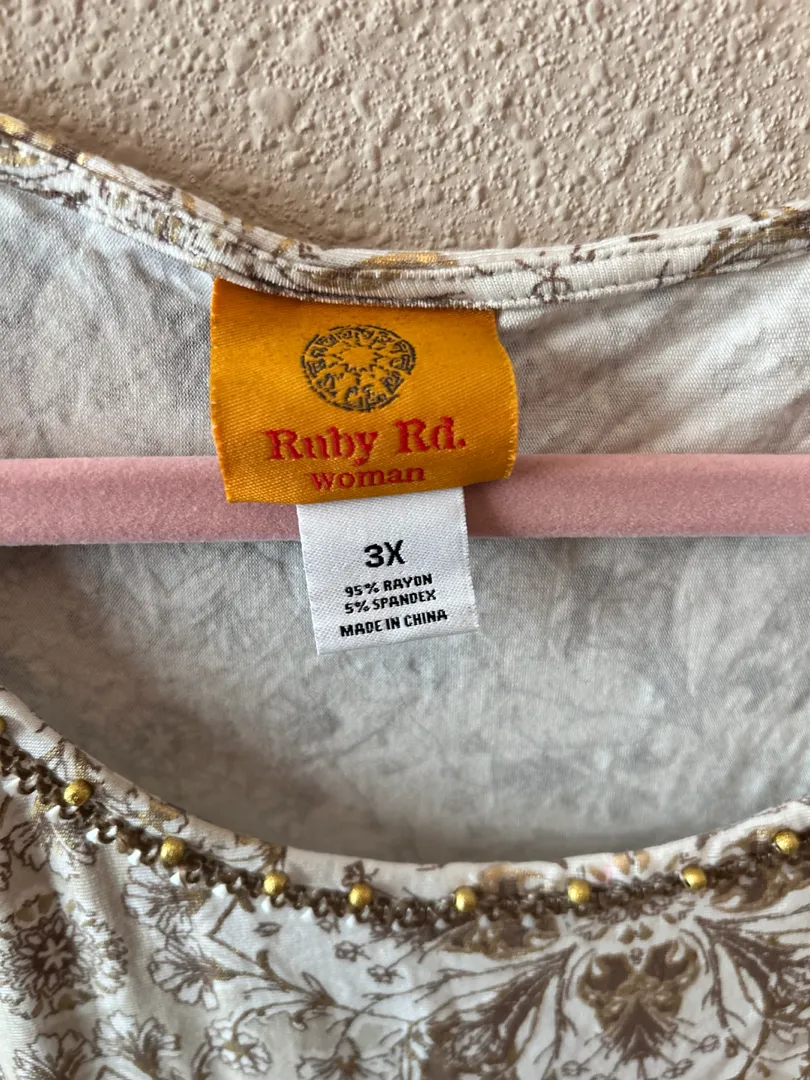 Ruby Rd.
woman
3X
95% RAYON
5% SPANDEX
MADE IN CHINA